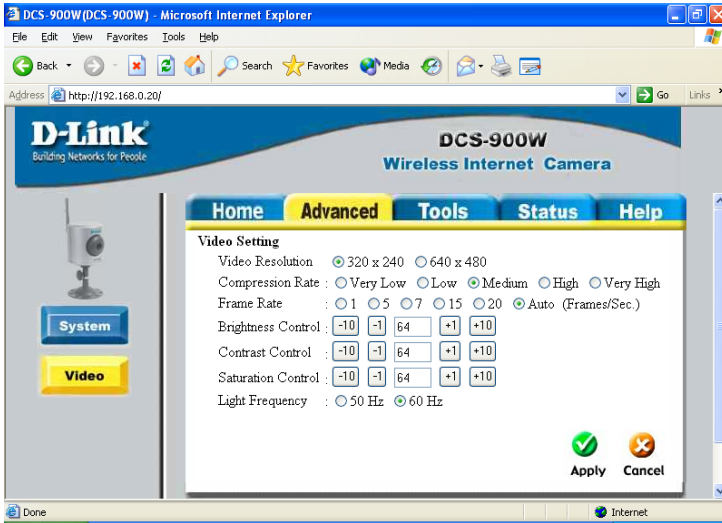 DCS-900W(DCS-900W) - Microsoft Internet Explorer
File Edit View Favorites Tools Help
Back Search Favorites Media
Address http://192.168.0.20/ Go Links
D-Link
Building Networks for People
DCS-900W
Wireless Internet Camera
Home Advanced Tools Status Help
Video Setting
Video Resolution 320 x 240 640 x 480
Compression Rate : Very Low Low Medium High Very High
Frame Rate : 1 5 7 15 20 Auto (Frames/Sec.)
System
Brightness Control : -10 -1 64 +1 +10
Contrast Control : -10 -1 64 +1 +10
Video
Saturation Control : -10 -1 64 +1 +10
Light Frequency : 50 Hz 60 Hz
Apply Cancel
Done Internet